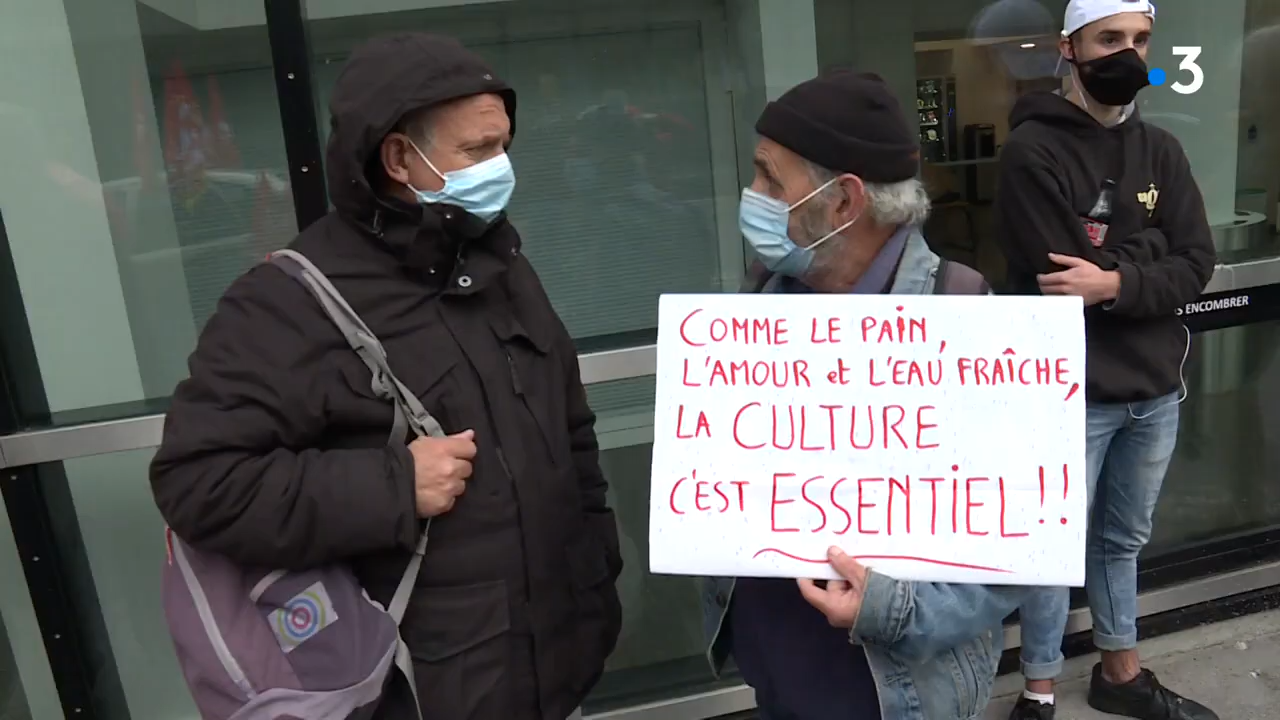 COMME LE PAIN,
L'AMOUR et L'EAU FRAÎCHE,
LA CULTURE
C'EST ESSENTIEL!!
3
ENCOMBRER